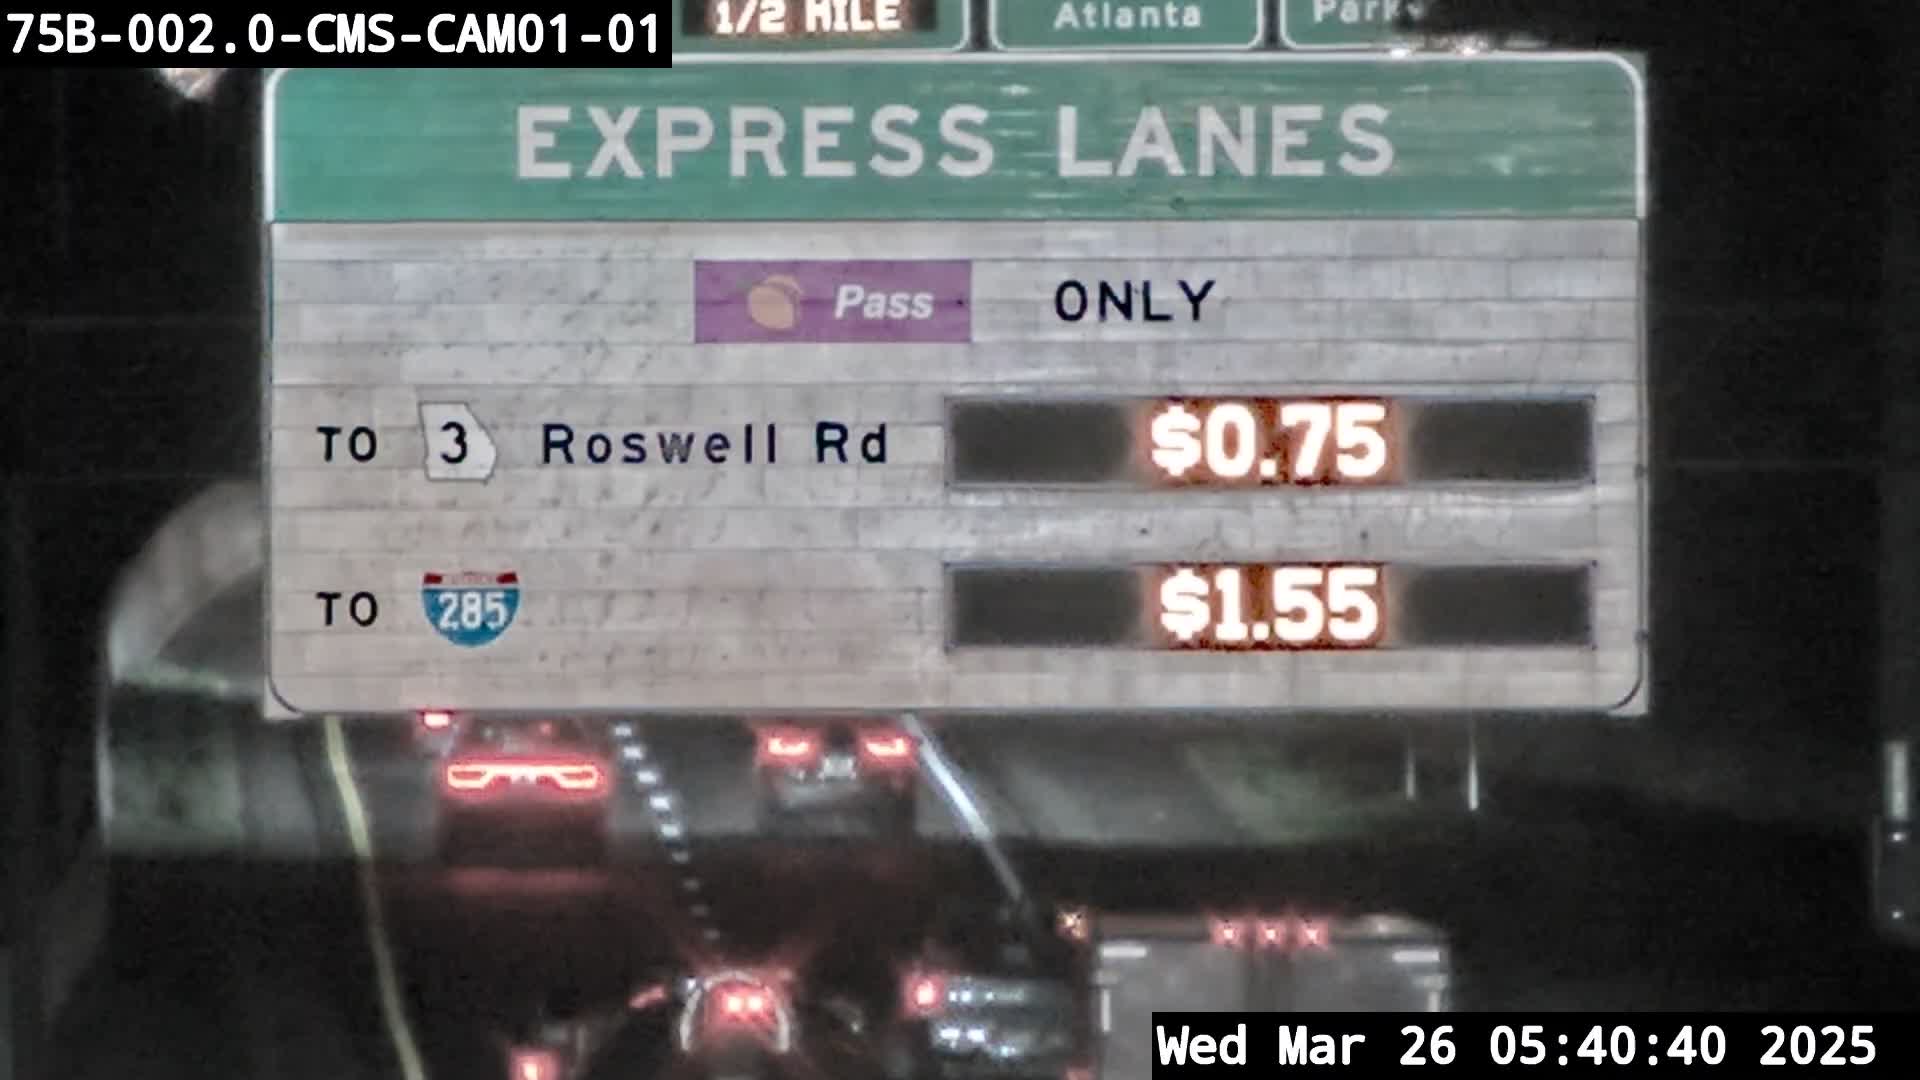 75B-002.0-CMS-CAM01-01
1/2 MILE
Atlanta
EXPRESS LANES
Pass ONLY
TO 3 Roswell Rd $0.75
TO 285 $1.55
Wed Mar 26 05:40:40 2025